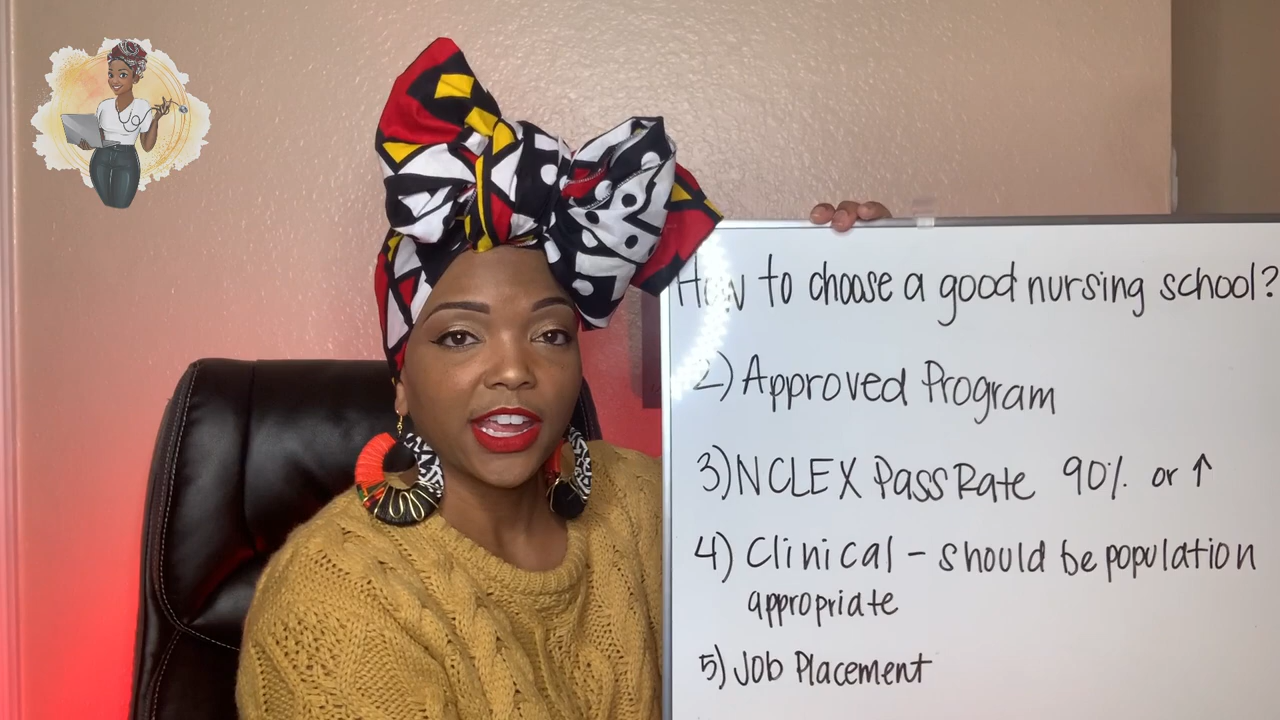 How to choose a good nursing school?
2) Approved Program
3) NCLEX Pass Rate 90% or ↑
4) Clinical - should be population
appropriate
5) Job Placement